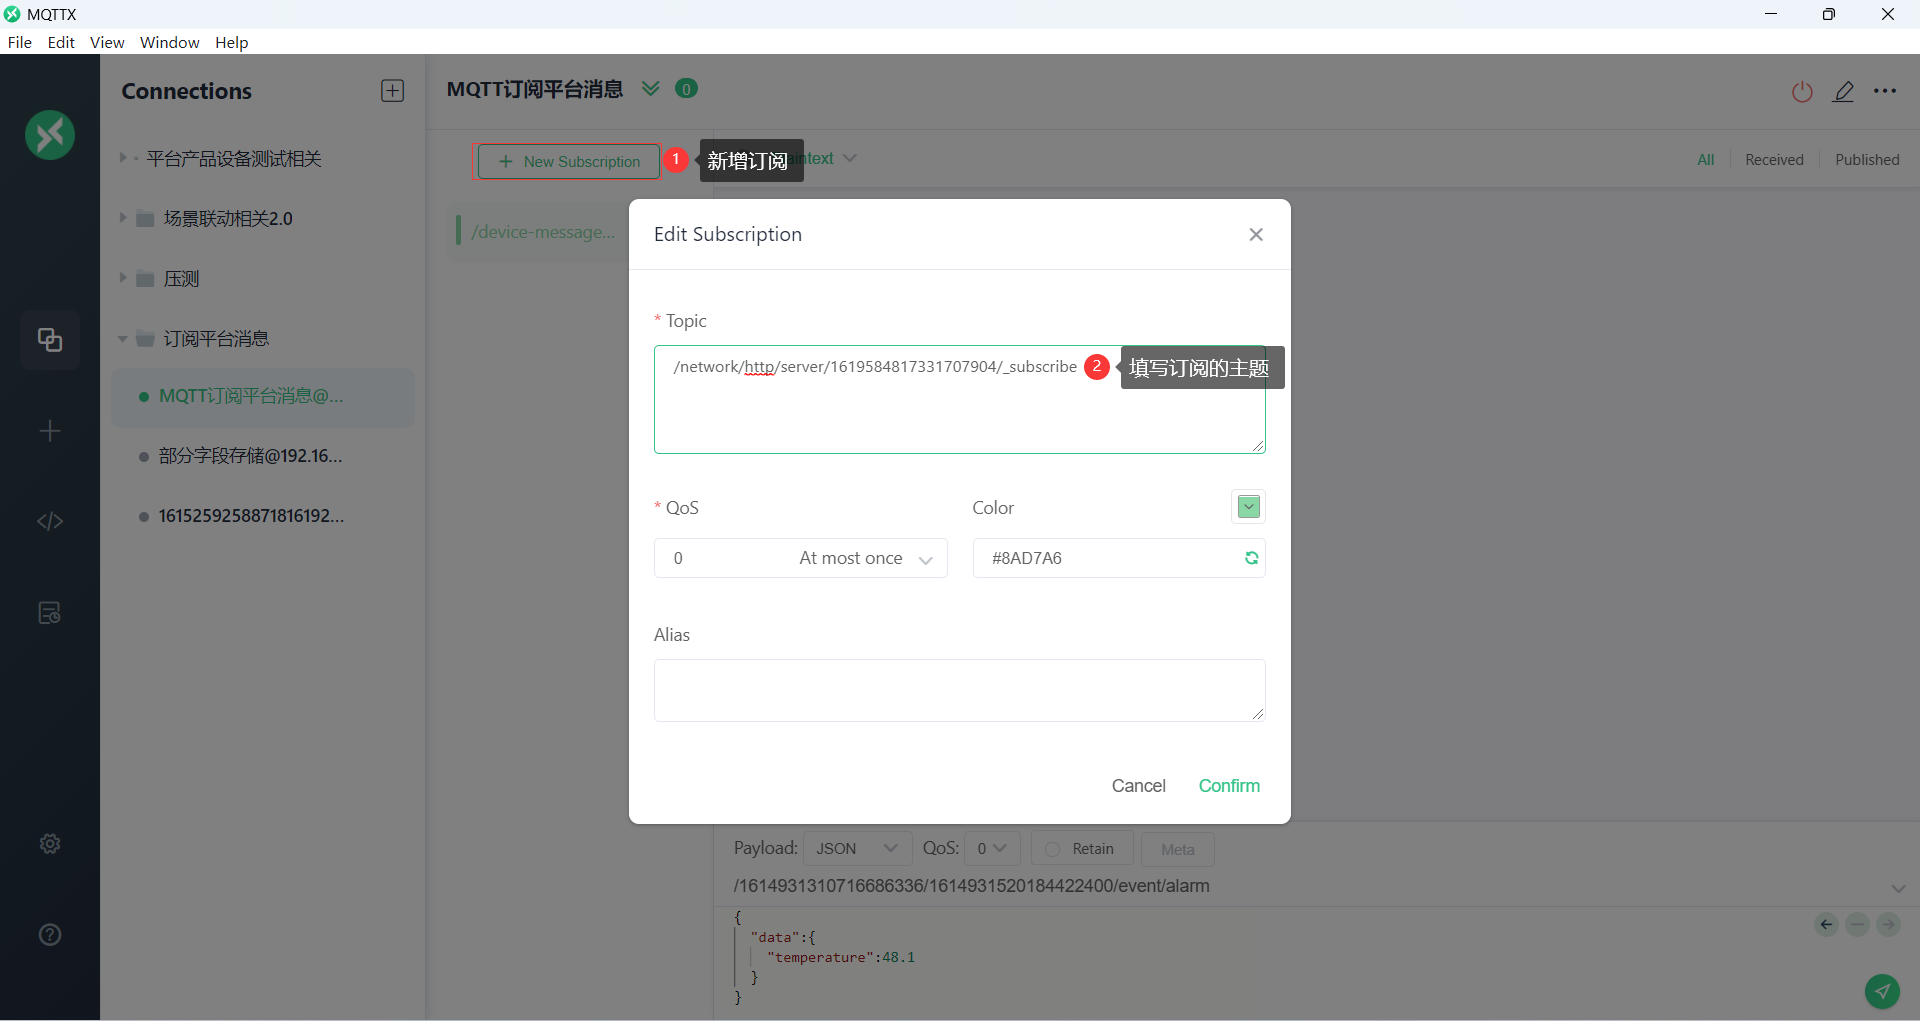 MQTTX
File Edit View Window Help
Connections
平台产品设备测试相关
场景联动相关2.0
压测
订阅平台消息
MQTT订阅平台消息@...
部分字段存储@192.16...
1615259258871816192...
MQTT订阅平台消息 0
New Subscription 1 新增订阅 aintext
All Received Published
/device-message...
Edit Subscription
* Topic
/network/http/server/1619584817331707904/_subscribe 2 填写订阅的主题
* QoS Color
0 At most once #8AD7A6
Alias
Cancel Confirm
Payload: JSON QoS: 0 Retain Meta
/1614931310716686336/1614931520184422400/event/alarm
{
"data":{
"temperature":48.1
}
}